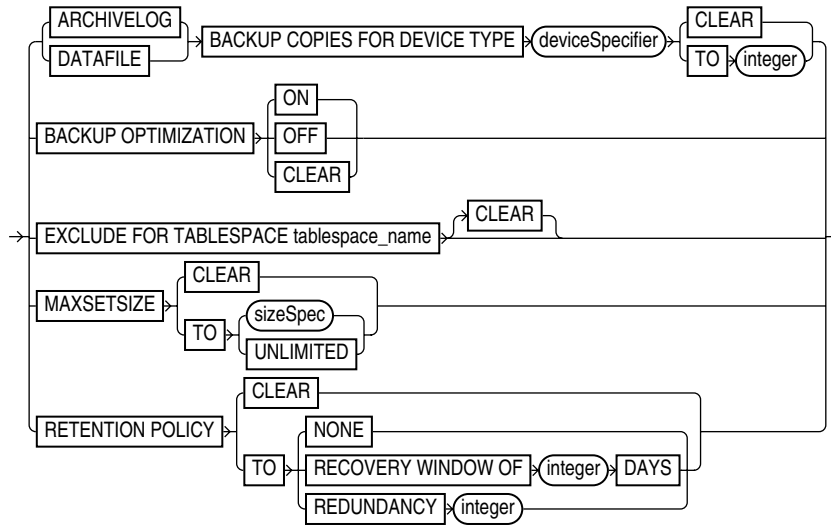 ARCHIVELOG
DATAFILE
BACKUP COPIES FOR DEVICE TYPE
deviceSpecifier
CLEAR
TO integer
BACKUP OPTIMIZATION
ON
OFF
CLEAR
EXCLUDE FOR TABLESPACE tablespace_name
CLEAR
MAXSETSIZE
CLEAR
TO
sizeSpec
UNLIMITED
RETENTION POLICY
CLEAR
TO
NONE
RECOVERY WINDOW OF integer DAYS
REDUNDANCY integer